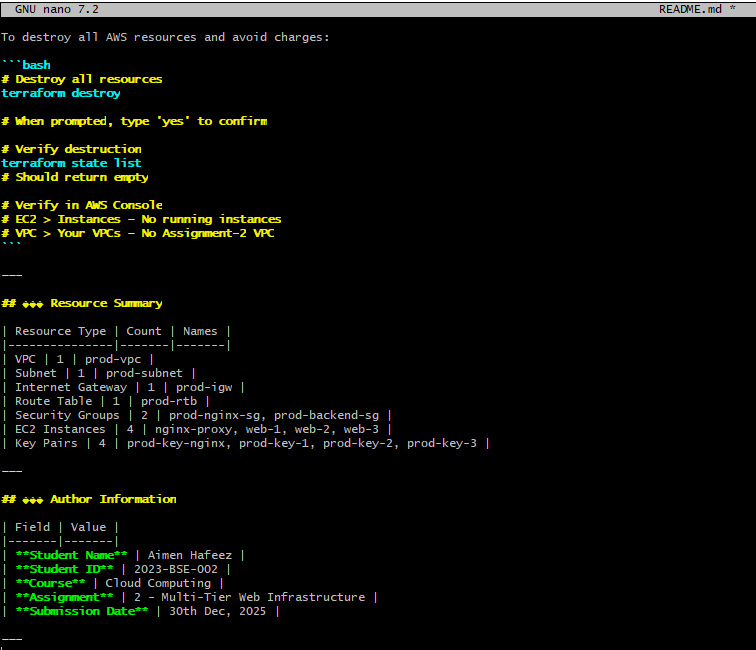 GNU nano 7.2 README.md *
To destroy all AWS resources and avoid charges:
```bash
# Destroy all resources
terraform destroy
# When prompted, type 'yes' to confirm
# Verify destruction
terraform state list
# Should return empty
# Verify in AWS Console
# EC2 > Instances - No running instances
# VPC > Your VPCs - No Assignment-2 VPC
```
---
## ��� Resource Summary
| Resource Type | Count | Names |
|---------------|-------|-------|
| VPC | 1 | prod-vpc |
| Subnet | 1 | prod-subnet |
| Internet Gateway | 1 | prod-igw |
| Route Table | 1 | prod-rtb |
| Security Groups | 2 | prod-nginx-sg, prod-backend-sg |
| EC2 Instances | 4 | nginx-proxy, web-1, web-2, web-3 |
| Key Pairs | 4 | prod-key-nginx, prod-key-1, prod-key-2, prod-key-3 |
---
## ��� Author Information
| Field | Value |
|-------|-------|
| **Student Name** | Aimen Hafeez |
| **Student ID** | 2023-BSE-002 |
| **Course** | Cloud Computing |
| **Assignment** | 2 - Multi-Tier Web Infrastructure |
| **Submission Date** | 30th Dec, 2025 |
---